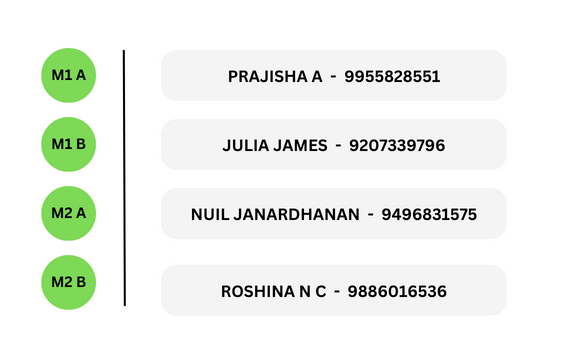 M1 A
PRAJISHA A - 9955828551
M1 B
JULIA JAMES - 9207339796
M2 A
NUIL JANARDHANAN - 9496831575
M2 B
ROSHINA N C - 9886016536